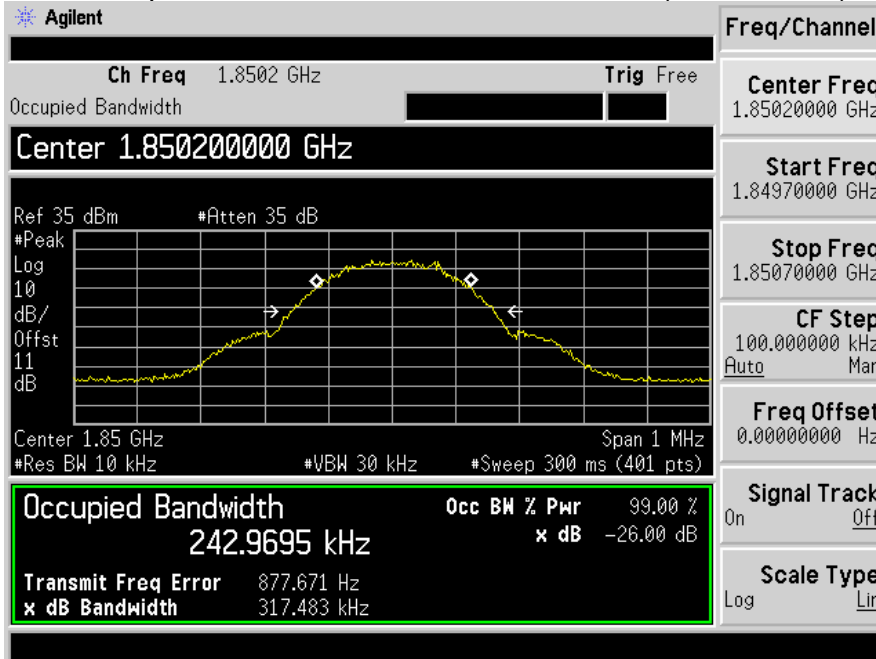 Agilent
Freq/Channel
Ch Freq 1.8502 GHz Trig Free
Occupied Bandwidth
Center 1.850200000 GHz
Ref 35 dBm #Atten 35 dB
#Peak
Log
10
dB/
Offst
11
dB
Center 1.85 GHz Span 1 MHz
#Res BW 10 kHz #VBW 30 kHz #Sweep 300 ms (401 pts)
Occupied Bandwidth Occ BW % Pwr 99.00 %
242.9695 kHz x dB -26.00 dB
Transmit Freq Error 877.671 Hz
x dB Bandwidth 317.483 kHz
Center Freq
1.85020000 GHz
Start Freq
1.84970000 GHz
Stop Freq
1.85070000 GHz
CF Step
100.000000 kHz
Auto Man
Freq Offset
0.00000000 Hz
Signal Track
On Off
Scale Type
Log Lin